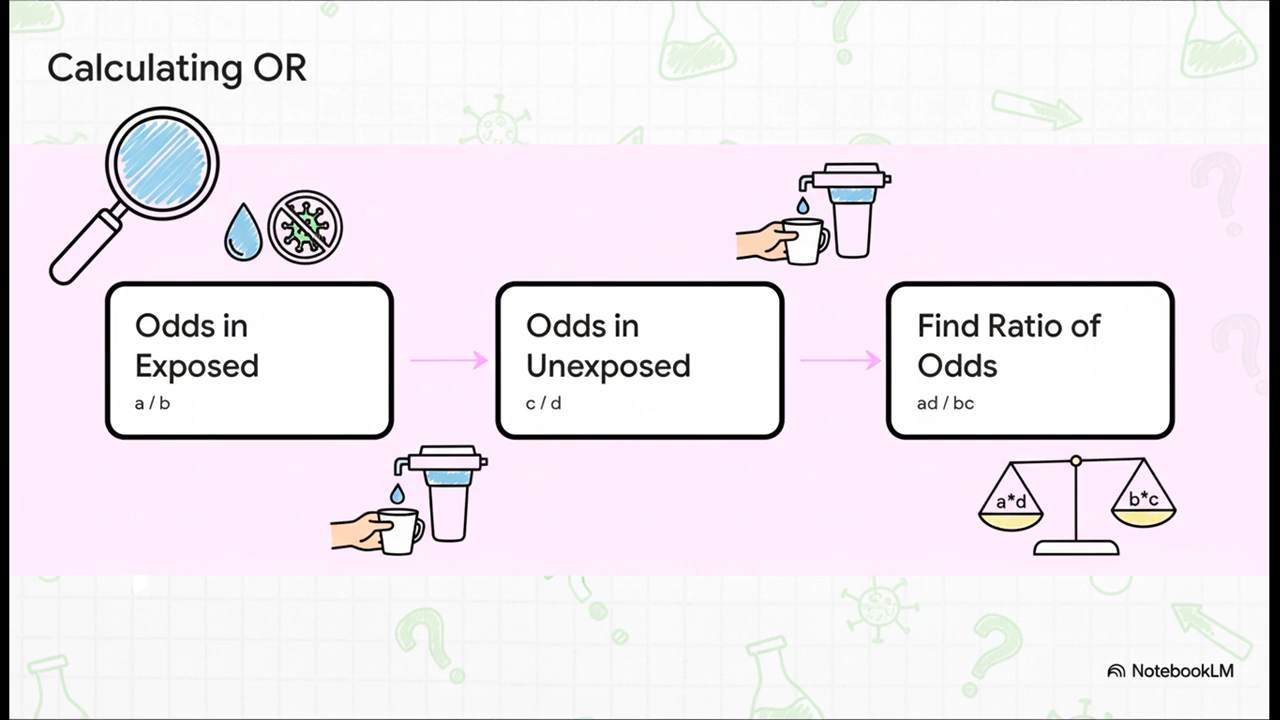 Calculating OR
Odds in
Exposed
a / b
Odds in
Unexposed
c / d
Find Ratio of
Odds
ad / bc
a*d
b*c
NotebookLM